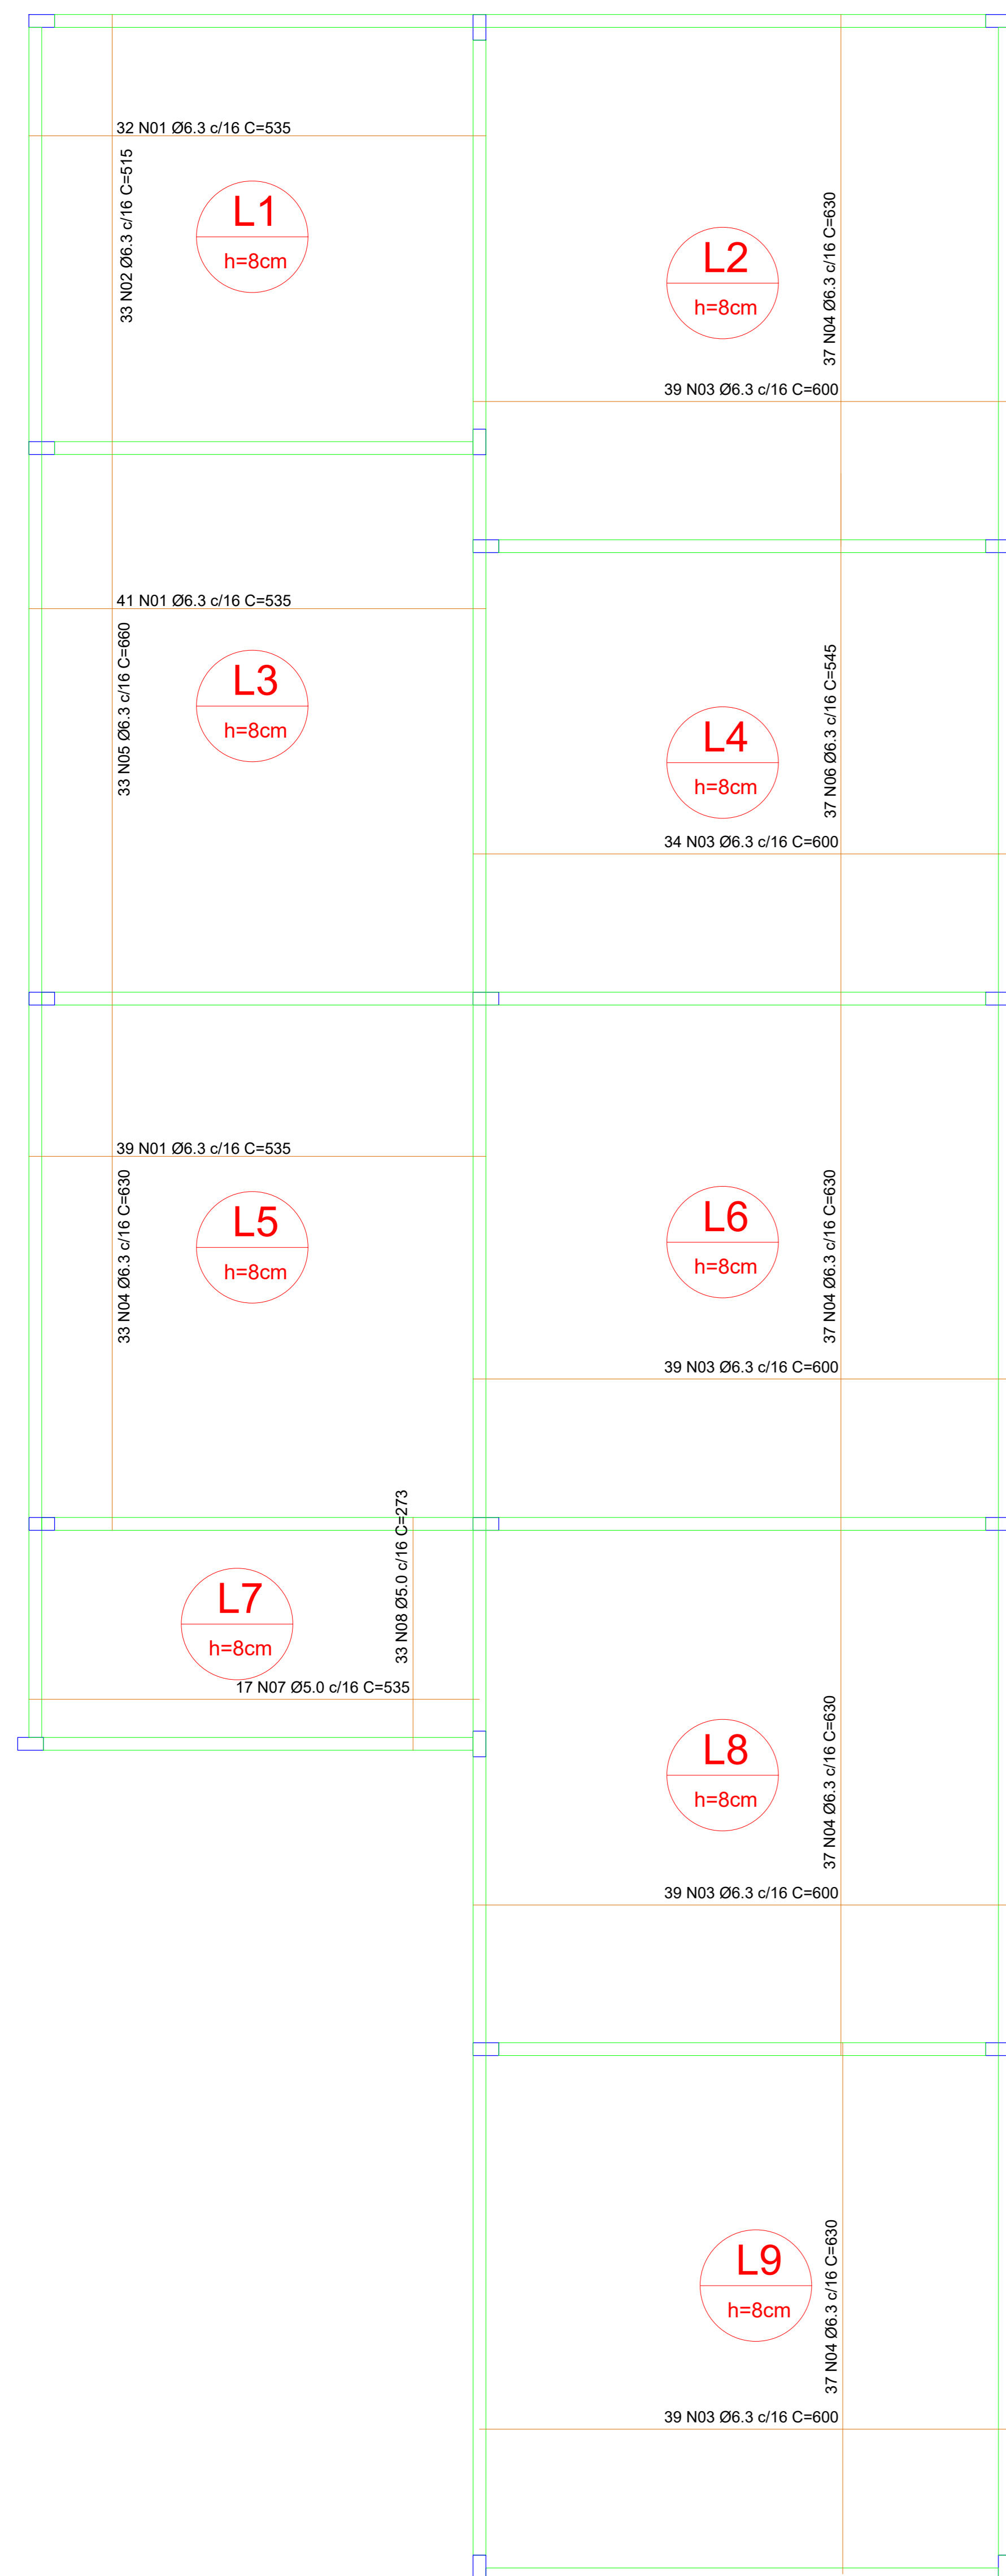 32 N01 Ø6.3 c/16 C=535
33 N02 Ø6.3 c/16 C=515
L1
h=8cm
37 N04 Ø6.3 c/16 C=630
L2
h=8cm
39 N03 Ø6.3 c/16 C=600
41 N01 Ø6.3 c/16 C=535
33 N05 Ø6.3 c/16 C=660
L3
h=8cm
37 N06 Ø6.3 c/16 C=545
L4
h=8cm
34 N03 Ø6.3 c/16 C=600
39 N01 Ø6.3 c/16 C=535
33 N04 Ø6.3 c/16 C=630
L5
h=8cm
37 N04 Ø6.3 c/16 C=630
L6
h=8cm
39 N03 Ø6.3 c/16 C=600
33 N08 Ø5.0 c/16 C=273
L7
h=8cm
17 N07 Ø5.0 c/16 C=535
37 N04 Ø6.3 c/16 C=630
L8
h=8cm
39 N03 Ø6.3 c/16 C=600
37 N04 Ø6.3 c/16 C=630
L9
h=8cm
39 N03 Ø6.3 c/16 C=600